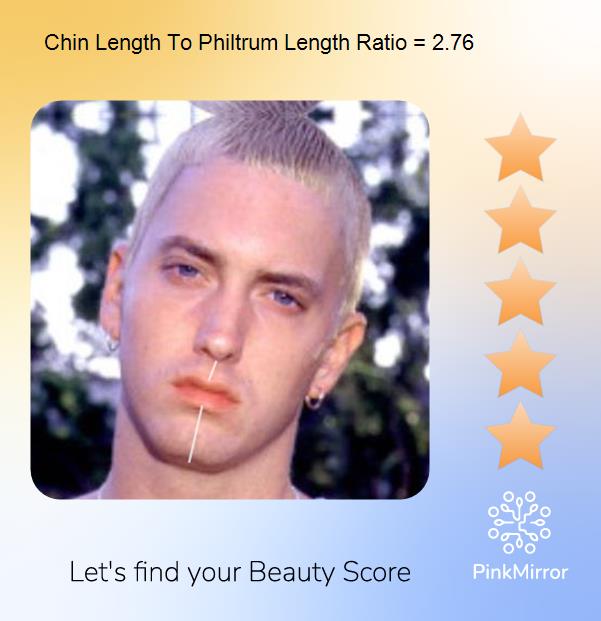 Chin Length To Philtrum Length Ratio = 2.76
Let's find your Beauty Score
PinkMirror